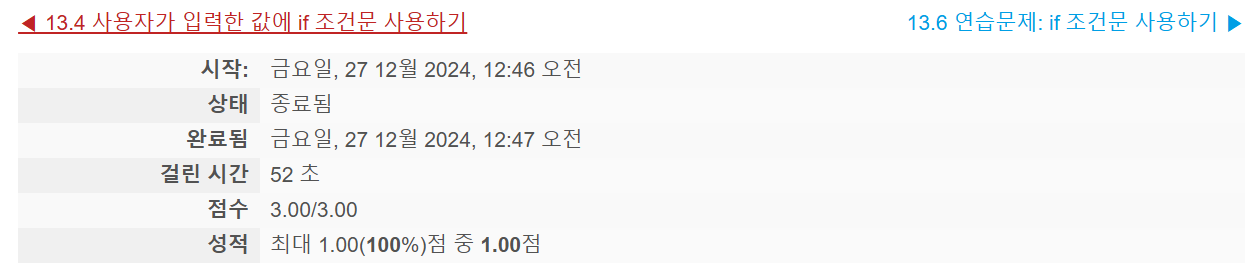 ◀ 13.4 사용자가 입력한 값에 if 조건문 사용하기 13.6 연습문제: if 조건문 사용하기 ▶
시작: 금요일, 27 12월 2024, 12:46 오전
상태 종료됨
완료됨 금요일, 27 12월 2024, 12:47 오전
걸린 시간 52 초
점수 3.00/3.00
성적 최대 1.00(100%)점 중 1.00점